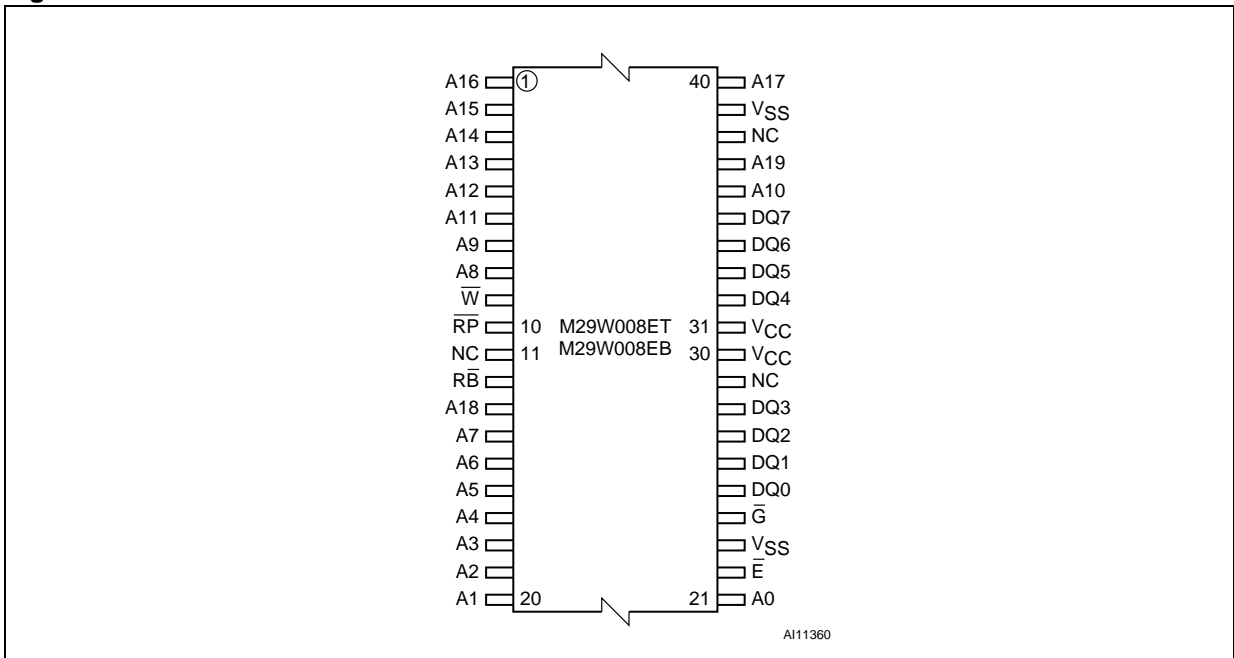 A16 1 40 A17
A15 VSS
A14 NC
A13 A19
A12 A10
A11 DQ7
A9 DQ6
A8 DQ5
W̅ DQ4
R̅P̅ 10 M29W008ET 31 VCC
NC 11 M29W008EB 30 VCC
RB̅ NC
A18 DQ3
A7 DQ2
A6 DQ1
A5 DQ0
A4 G̅
A3 VSS
A2 E̅
A1 20 21 A0
AI11360